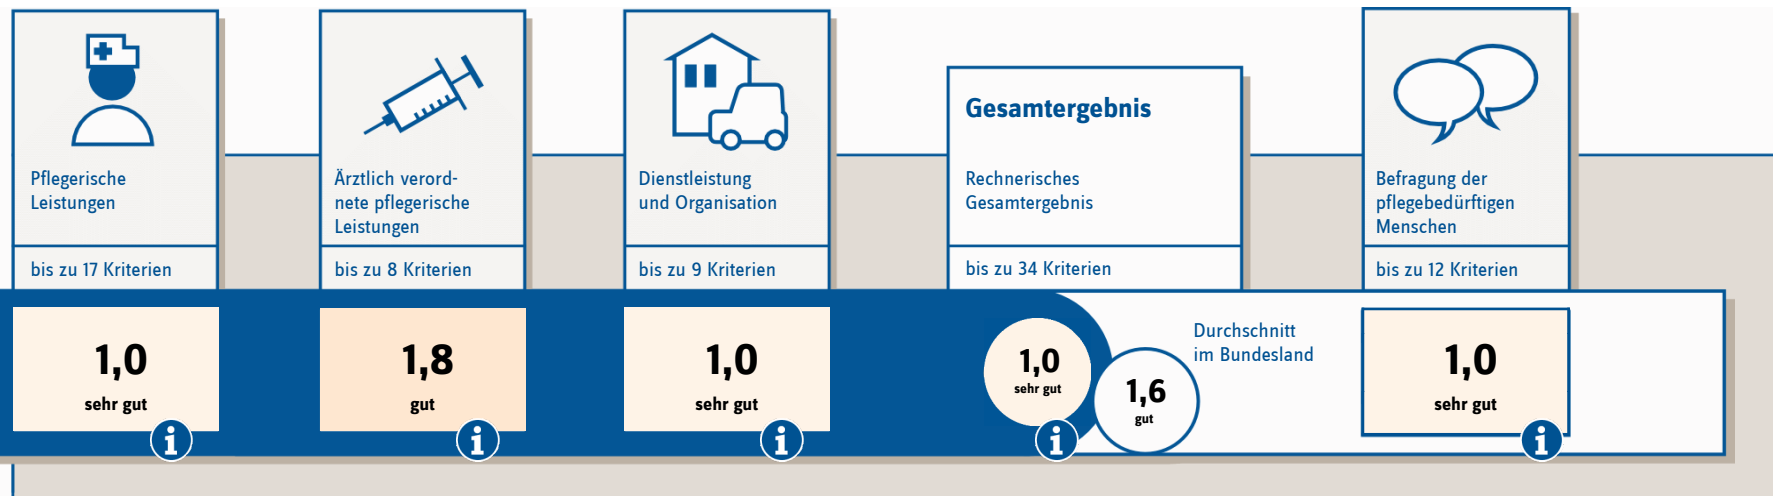 Pflegerische
Leistungen
bis zu 17 Kriterien
1,0
sehr gut
i
Ärztlich verord-
nete pflegerische
Leistungen
bis zu 8 Kriterien
1,8
gut
i
Dienstleistung
und Organisation
bis zu 9 Kriterien
1,0
sehr gut
i
Gesamtergebnis
Rechnerisches
Gesamtergebnis
bis zu 34 Kriterien
1,0
sehr gut
i
1,6
gut
Durchschnitt
im Bundesland
Befragung der
pflegebedürftigen
Menschen
bis zu 12 Kriterien
1,0
sehr gut
i